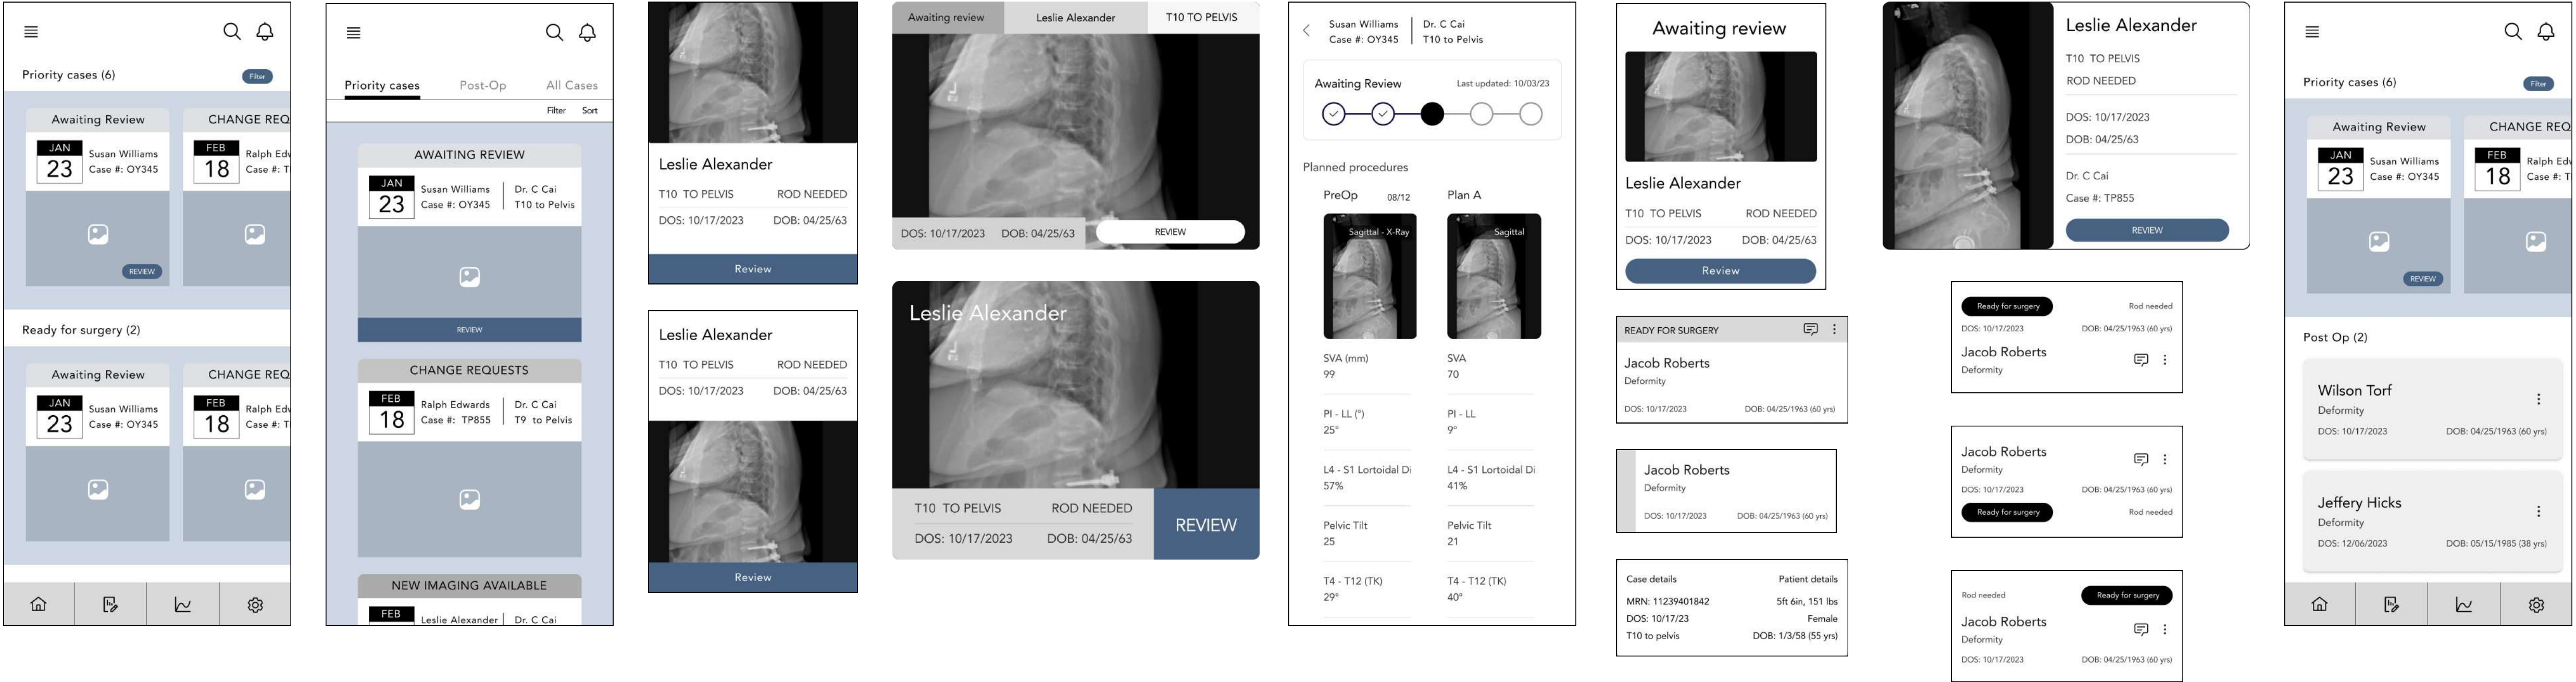 Priority cases (6)
Filter
Awaiting Review
CHANGE REQ
JAN
23
Susan Williams
Case #: OY345
FEB
18
Ralph Edw
Case #: T
REVIEW
Ready for surgery (2)
Awaiting Review
CHANGE REQ
JAN
23
Susan Williams
Case #: OY345
FEB
18
Ralph Edw
Case #: T
Priority cases
Post-Op
All Cases
Filter
Sort
AWAITING REVIEW
JAN
23
Susan Williams
Case #: OY345
Dr. C Cai
T10 to Pelvis
REVIEW
CHANGE REQUESTS
FEB
18
Ralph Edwards
Case #: TP855
Dr. C Cai
T9 to Pelvis
NEW IMAGING AVAILABLE
FEB
Leslie Alexander
Dr. C Cai
Leslie Alexander
T10 TO PELVIS
ROD NEEDED
DOS: 10/17/2023
DOB: 04/25/63
Review
Leslie Alexander
T10 TO PELVIS
ROD NEEDED
DOS: 10/17/2023
DOB: 04/25/63
Review
Awaiting review
Leslie Alexander
T10 TO PELVIS
DOS: 10/17/2023
DOB: 04/25/63
REVIEW
Leslie Alexander
T10 TO PELVIS
ROD NEEDED
DOS: 10/17/2023
DOB: 04/25/63
REVIEW
Susan Williams
Case #: OY345
Dr. C Cai
T10 to Pelvis
Awaiting Review
Last updated: 10/03/23
Planned procedures
PreOp
08/12
Plan A
Sagittal - X-Ray
Sagittal
SVA (mm)
99
SVA
70
PI - LL (°)
25°
PI - LL
9°
L4 - S1 Lortoidal Di
57%
L4 - S1 Lortoidal Di
41%
Pelvic Tilt
25
Pelvic Tilt
21
T4 - T12 (TK)
29°
T4 - T12 (TK)
40°
Awaiting review
Leslie Alexander
T10 TO PELVIS
ROD NEEDED
DOS: 10/17/2023
DOB: 04/25/63
Review
READY FOR SURGERY
Jacob Roberts
Deformity
DOS: 10/17/2023
DOB: 04/25/1963 (60 yrs)
Jacob Roberts
Deformity
DOS: 10/17/2023
DOB: 04/25/1963 (60 yrs)
Case details
Patient details
MRN: 11239401842
5ft 6in, 151 lbs
DOS: 10/17/23
Female
T10 to pelvis
DOB: 1/3/58 (55 yrs)
Leslie Alexander
T10 TO PELVIS
ROD NEEDED
DOS: 10/17/2023
DOB: 04/25/63
Dr. C Cai
Case #: TP855
REVIEW
Ready for surgery
Rod needed
DOS: 10/17/2023
DOB: 04/25/1963 (60 yrs)
Jacob Roberts
Deformity
Jacob Roberts
Deformity
DOS: 10/17/2023
DOB: 04/25/1963 (60 yrs)
Ready for surgery
Rod needed
Rod needed
Ready for surgery
Jacob Roberts
Deformity
DOS: 10/17/2023
DOB: 04/25/1963 (60 yrs)
Priority cases (6)
Filter
Awaiting Review
CHANGE REQ
JAN
23
Susan Williams
Case #: OY345
FEB
18
Ralph Edw
Case #: T
REVIEW
Post Op (2)
Wilson Torf
Deformity
DOS: 10/17/2023
DOB: 04/25/1963 (60 yrs)
Jeffery Hicks
Deformity
DOS: 12/06/2023
DOB: 05/15/1985 (38 yrs)